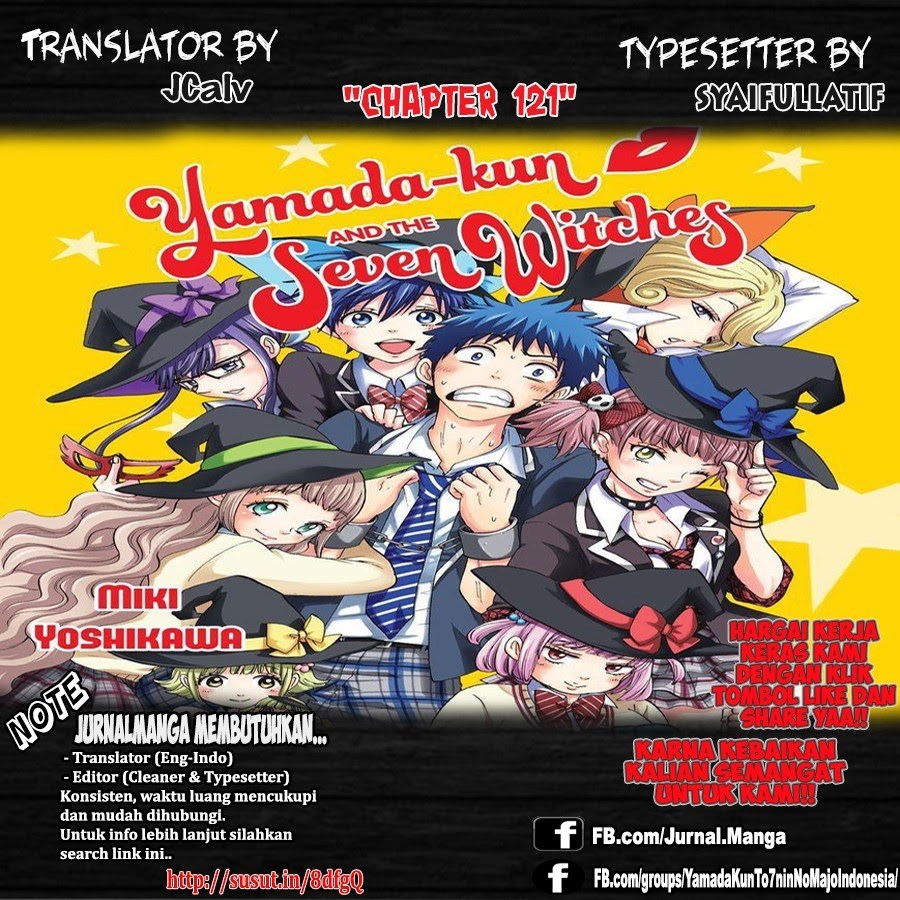 TRANSLATOR BY
JCalv
TYPESETTER BY
SYAIFULLATIF
"CHAPTER 121"
Yamada-kun
AND THE
Seven Witches
MIKI
YOSHIKAWA
HARGAI KERJA
KERAS KAMI
DENGAN KLIK
TOMBOL LIKE DAN
SHARE YAA!!
KARNA KEBAIKAN
KALIAN SEMANGAT
UNTUK KAMI!!
NOTE
JURNALMANGA MEMBUTUHKAN...
- Translator (Eng-Indo)
- Editor (Cleaner & Typesetter)
Konsisten, waktu luang mencukupi
dan mudah dihubungi.
Untuk info lebih lanjut silahkan
search link ini..
http://susut.in/8dfgQ
f FB.com/Jurnal.Manga
f FB.com/groups/YamadaKunTo7ninNoMajoIndonesia/